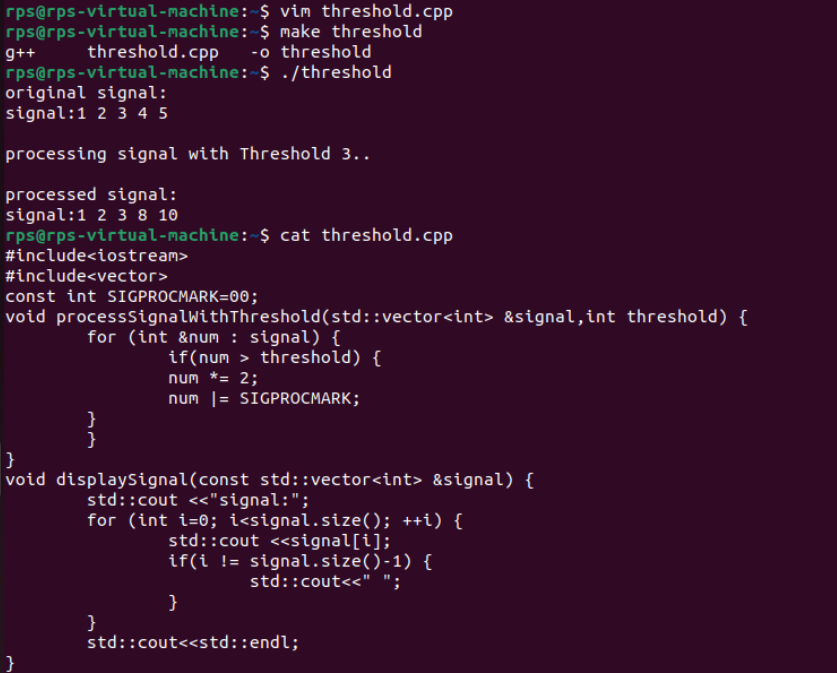 rps@rps-virtual-machine:~$ vim threshold.cpp
rps@rps-virtual-machine:~$ make threshold
g++     threshold.cpp   -o threshold
rps@rps-virtual-machine:~$ ./threshold
original signal:
signal:1 2 3 4 5

processing signal with Threshold 3..

processed signal:
signal:1 2 3 8 10
rps@rps-virtual-machine:~$ cat threshold.cpp
#include<iostream>
#include<vector>
const int SIGPROCMARK=00;
void processSignalWithThreshold(std::vector<int> &signal,int threshold) {
        for (int &num : signal) {
                if(num > threshold) {
                num *= 2;
                num |= SIGPROCMARK;
        }
        }
}
void displaySignal(const std::vector<int> &signal) {
        std::cout <<"signal:";
        for (int i=0; i<signal.size(); ++i) {
                std::cout <<signal[i];
                if(i != signal.size()-1) {
                        std::cout<<" ";
                }
        }
        std::cout<<std::endl;
}